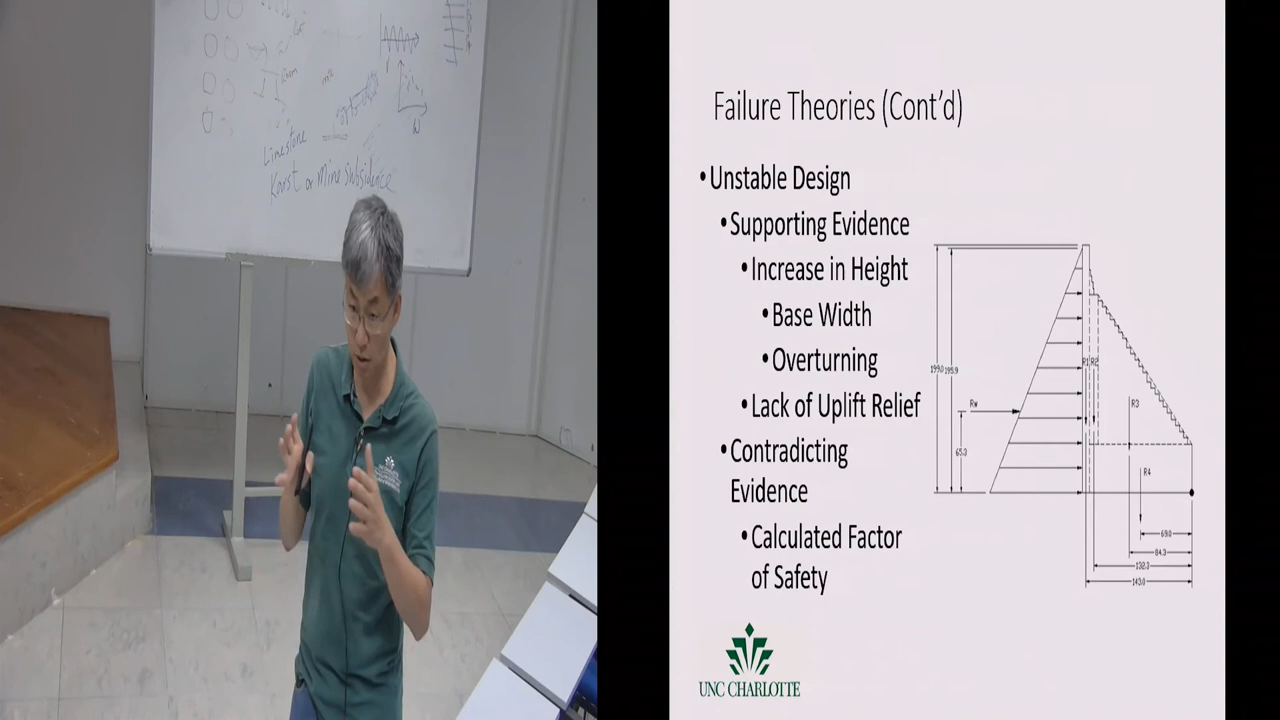 Limestone
Karst or Mine Subsidence
Failure Theories (Cont'd)
•Unstable Design
•Supporting Evidence
•Increase in Height
•Base Width
•Overturning
•Lack of Uplift Relief
•Contradicting
Evidence
•Calculated Factor
of Safety
199.0
195.9
R1
R2
R3
Rw
65.3
R4
69.0
84.3
132.3
143.0
UNC CHARLOTTE